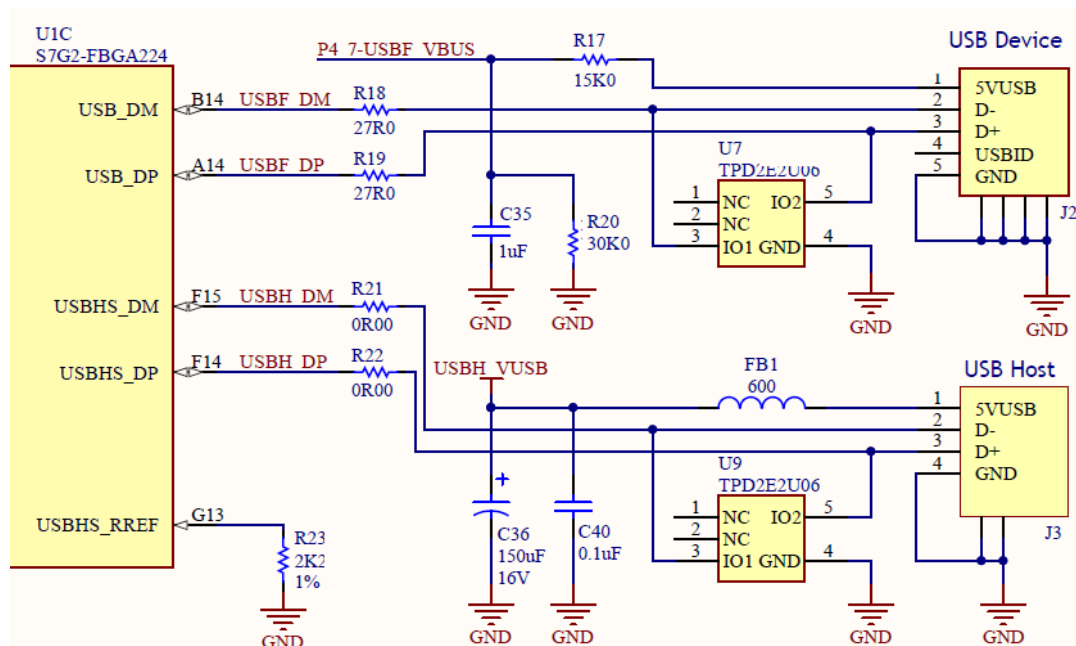 U1C
S7G2-FBGA224
P4_7-USBF_VBUS
R17
15K0
USB Device
USB_DM
B14
USBF_DM
R18
27R0
1
5VUSB
2
D-
3
D+
4
USBID
5
GND
J2
USB_DP
A14
USBF_DP
R19
27R0
U7
TPD2E2U06
1
NC
IO2
5
2
NC
3
IO1
GND
4
C35
1uF
R20
30K0
GND
GND
GND
GND
USBHS_DM
F15
USBH_DM
R21
0R00
USBHS_DP
F14
USBH_DP
R22
0R00
USBH_VUSB
FB1
600
USB Host
1
5VUSB
2
D-
3
D+
4
GND
J3
U9
TPD2E2U06
1
NC
IO2
5
2
NC
3
IO1
GND
4
USBHS_RREF
G13
R23
2K2
1%
+
C36
150uF
16V
C40
0.1uF
GND
GND
GND
GND
GND